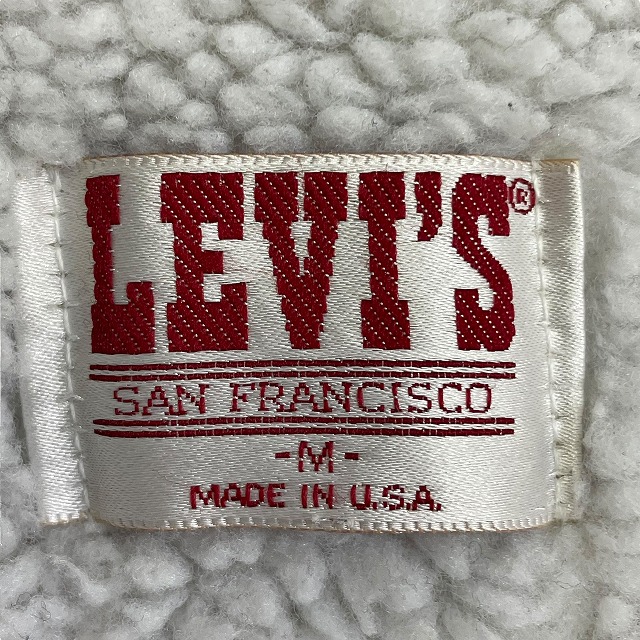 LEVI'S®
SAN FRANCISCO
-M-
MADE IN U.S.A.